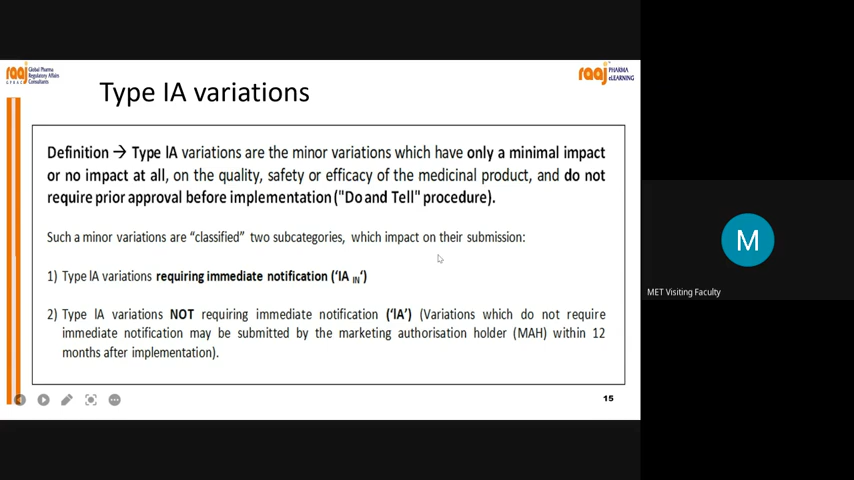 raaj Global Pharma
Regulatory Affairs
Consultants
raaj PHARMA
eLEARNING
Type IA variations
Definition → Type IA variations are the minor variations which have only a minimal impact
or no impact at all, on the quality, safety or efficacy of the medicinal product, and do not
require prior approval before implementation ("Do and Tell" procedure).
Such a minor variations are “classified” two subcategories, which impact on their submission:
1) Type IA variations requiring immediate notification (‘IA IN‘)
2) Type IA variations NOT requiring immediate notification (‘IA’) (Variations which do not require
immediate notification may be submitted by the marketing authorisation holder (MAH) within 12
months after implementation).
15
M
MET Visiting Faculty